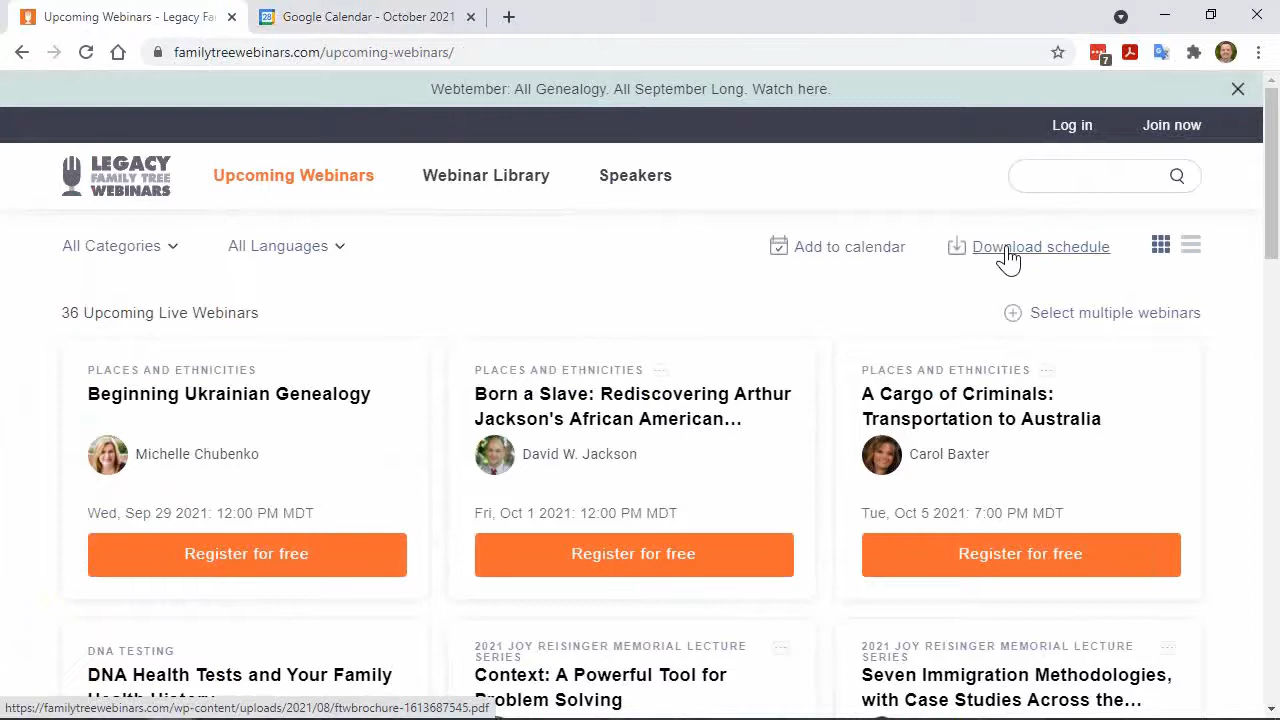 Upcoming Webinars - Legacy Fa
Google Calendar - October 2021
familytreewebinars.com/upcoming-webinars/
7
Webtember: All Genealogy. All September Long. Watch here.
Log in
Join now
LEGACY
FAMILY TREE
WEBINARS
Upcoming Webinars
Webinar Library
Speakers
All Categories
All Languages
Add to calendar
Download schedule
36 Upcoming Live Webinars
Select multiple webinars
PLACES AND ETHNICITIES
Beginning Ukrainian Genealogy
Michelle Chubenko
Wed, Sep 29 2021: 12:00 PM MDT
Register for free
PLACES AND ETHNICITIES ...
Born a Slave: Rediscovering Arthur
Jackson's African American...
David W. Jackson
Fri, Oct 1 2021: 12:00 PM MDT
Register for free
PLACES AND ETHNICITIES ...
A Cargo of Criminals:
Transportation to Australia
Carol Baxter
Tue, Oct 5 2021: 7:00 PM MDT
Register for free
DNA TESTING
DNA Health Tests and Your Family
Health History
2021 JOY REISINGER MEMORIAL LECTURE ...
SERIES
Context: A Powerful Tool for
Problem Solving
2021 JOY REISINGER MEMORIAL LECTURE ...
SERIES
Seven Immigration Methodologies,
with Case Studies Across the...
https://familytreewebinars.com/wp-content/uploads/2021/08/ftwbrochure-1613687545.pdf